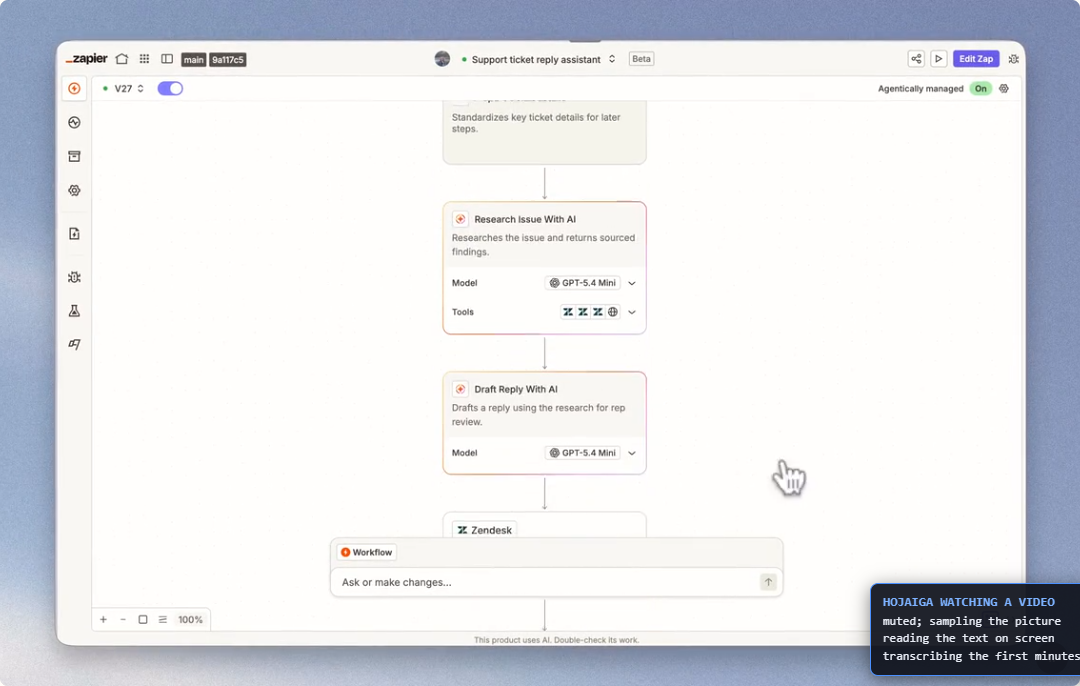 zapier
main 9a117c5
Support ticket reply assistant
Beta
Edit Zap
V27
Agentically managed On
Standardizes key ticket details for later
steps.
Research Issue With AI
Researches the issue and returns sourced
findings.
Model GPT-5.4 Mini
Tools
Draft Reply With AI
Drafts a reply using the research for rep
review.
Model GPT-5.4 Mini
Zendesk
Workflow
Ask or make changes...
100%
This product uses AI. Double-check its work.
HOJAIGA WATCHING A VIDEO
muted; sampling the picture
reading the text on screen
transcribing the first minutes